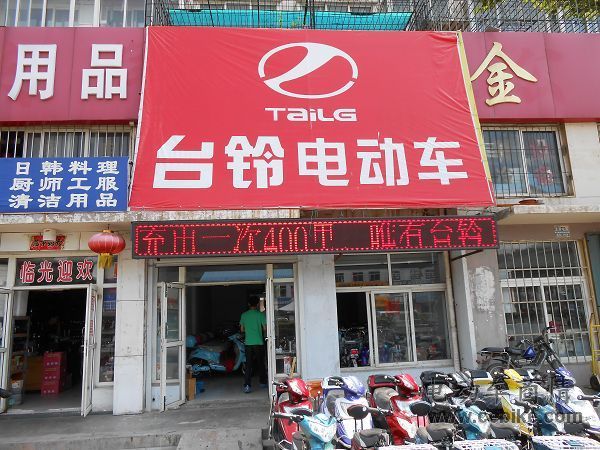 用品
金
TAILG
台铃电动车
日韩料理
厨师工服
清洁用品
充电一次400里 唯有台铃
临光迎欢